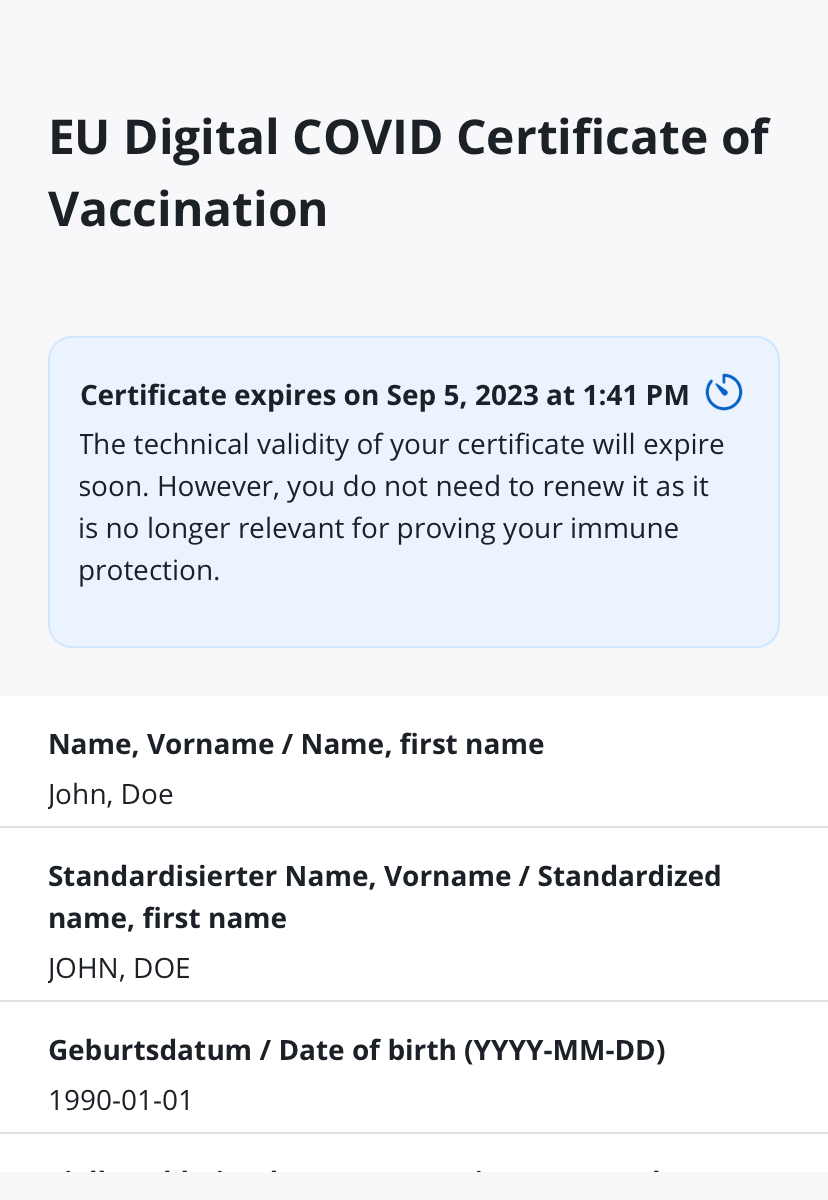 EU Digital COVID Certificate of
Vaccination
Certificate expires on Sep 5, 2023 at 1:41 PM
The technical validity of your certificate will expire
soon. However, you do not need to renew it as it
is no longer relevant for proving your immune
protection.
Name, Vorname / Name, first name
John, Doe
Standardisierter Name, Vorname / Standardized
name, first name
JOHN, DOE
Geburtsdatum / Date of birth (YYYY-MM-DD)
1990-01-01